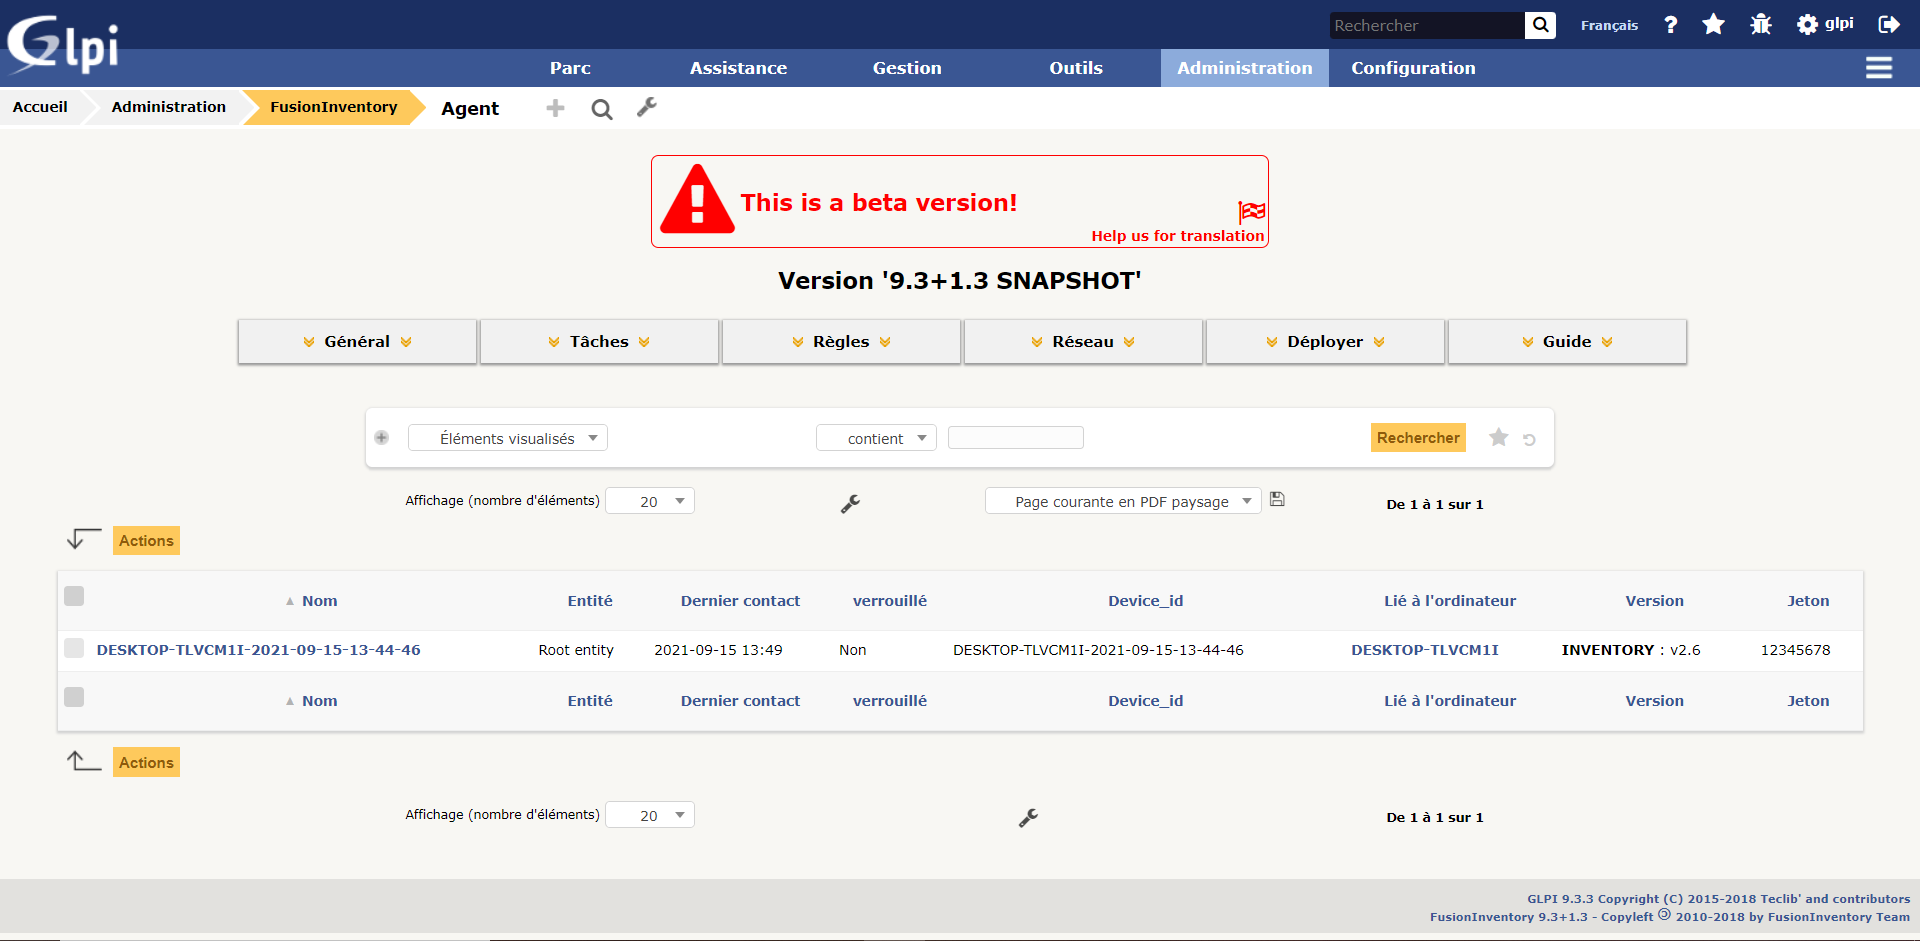 Glpi
Rechercher
Français
?
glpi
Parc
Assistance
Gestion
Outils
Administration
Configuration
Accueil
Administration
FusionInventory
Agent
This is a beta version!
Help us for translation
Version '9.3+1.3 SNAPSHOT'
Général
Tâches
Règles
Réseau
Déployer
Guide
Éléments visualisés
contient
Rechercher
Affichage (nombre d'éléments) 20
Page courante en PDF paysage
De 1 à 1 sur 1
Actions
Nom Entité Dernier contact verrouillé Device_id Lié à l'ordinateur Version Jeton
DESKTOP-TLVCM1I-2021-09-15-13-44-46 Root entity 2021-09-15 13:49 Non DESKTOP-TLVCM1I-2021-09-15-13-44-46 DESKTOP-TLVCM1I INVENTORY : v2.6 12345678
Nom Entité Dernier contact verrouillé Device_id Lié à l'ordinateur Version Jeton
Actions
Affichage (nombre d'éléments) 20
De 1 à 1 sur 1
GLPI 9.3.3 Copyright (C) 2015-2018 Teclib' and contributors
FusionInventory 9.3+1.3 - Copyleft 🄯 2010-2018 by FusionInventory Team